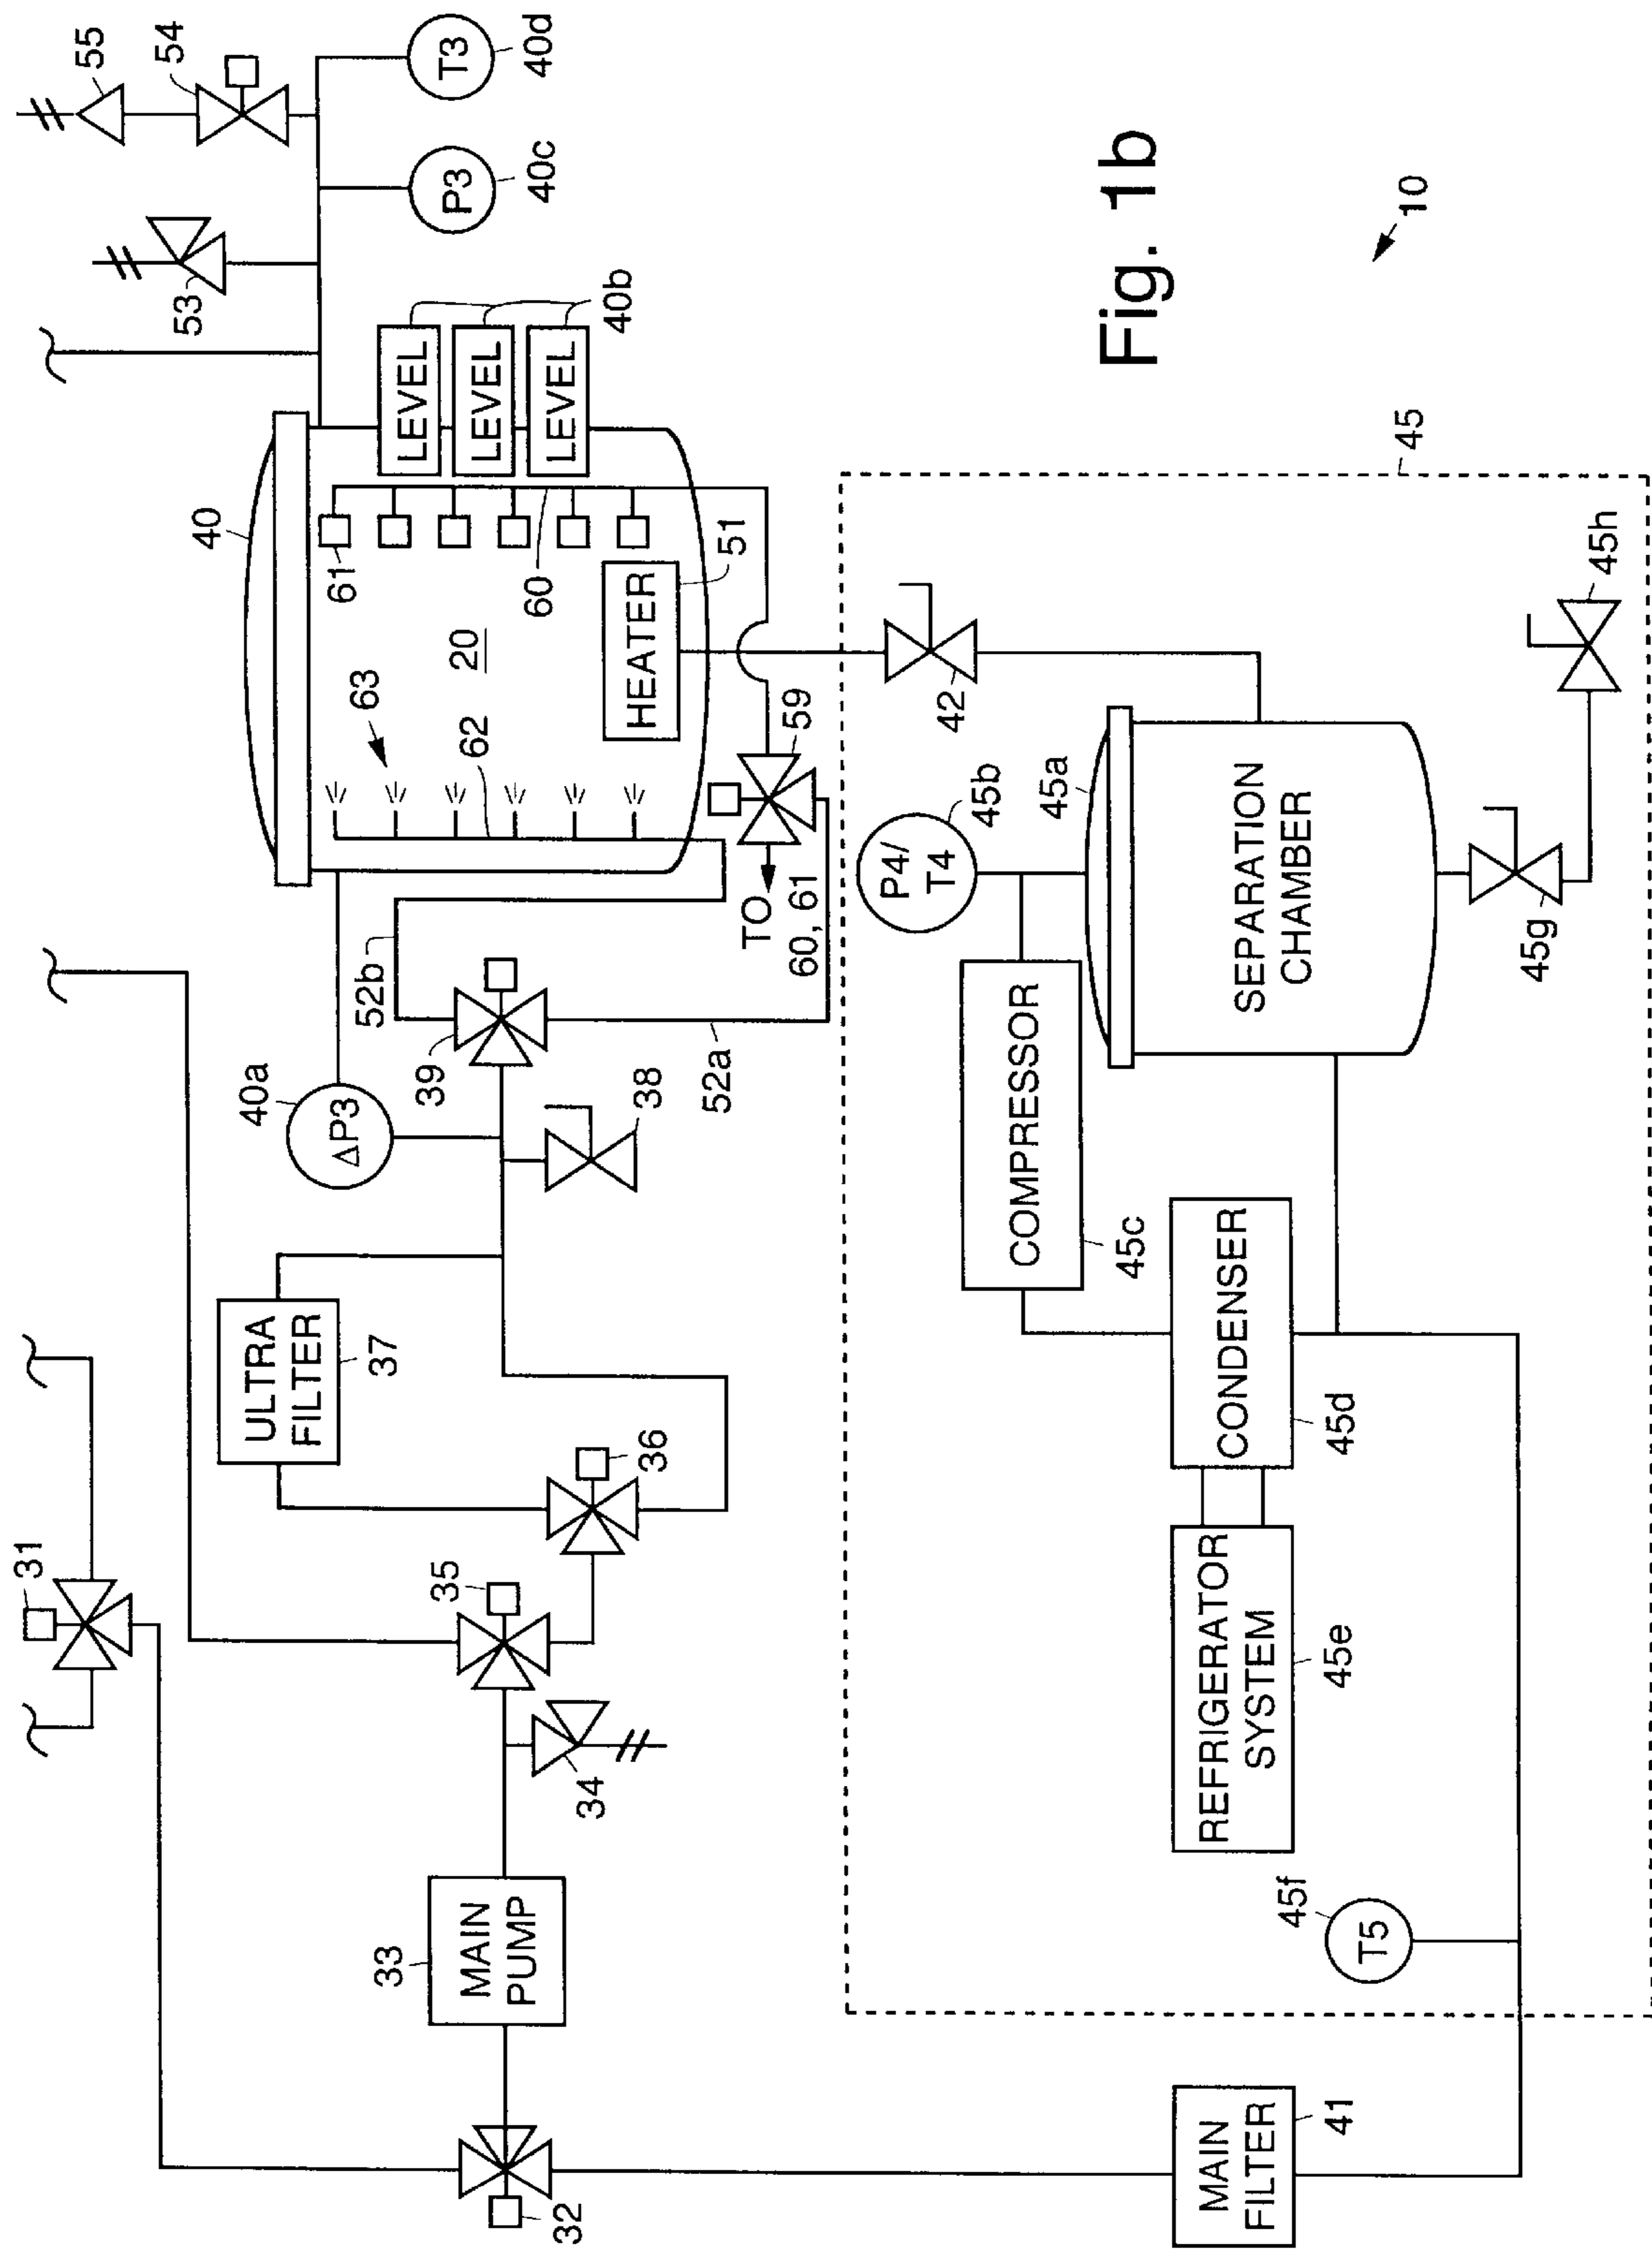 55
54
T3
40d
53
P3
40c
40
LEVEL
LEVEL
LEVEL
40b
61
60
63
20
62
HEATER
51
59
TO
60, 61
52b
52a
39
40a
ΔP3
38
ULTRA
FILTER
37
36
35
31
34
33
MAIN
PUMP
32
42
45
P4/
T4
45b
45a
SEPARATION
CHAMBER
45g
45h
COMPRESSOR
45c
CONDENSER
45d
REFRIGERATOR
SYSTEM
45e
45f
T5
MAIN
FILTER
41
10
Fig. 1b